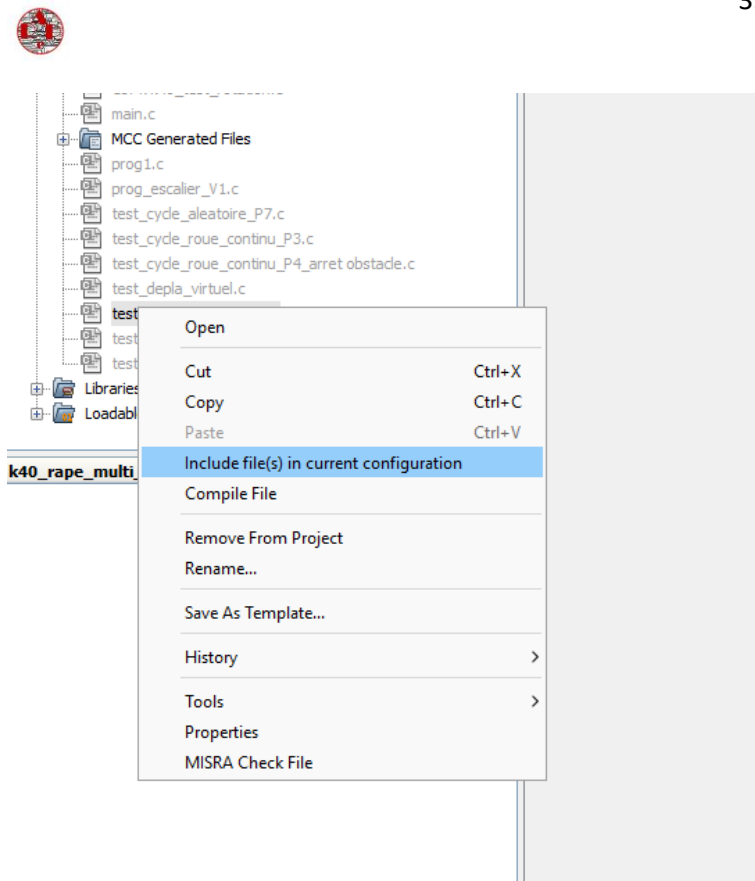 main.c
MCC Generated Files
prog1.c
prog_escalier_V1.c
test_cycle_aleatoire_P7.c
test_cycle_roue_continu_P3.c
test_cycle_roue_continu_P4_arret obstacle.c
test_depla_virtuel.c
test
test
test
Libraries
Loadabl
k40_rape_multi_
Open
Cut Ctrl+X
Copy Ctrl+C
Paste Ctrl+V
Include file(s) in current configuration
Compile File
Remove From Project
Rename...
Save As Template...
History >
Tools >
Properties
MISRA Check File